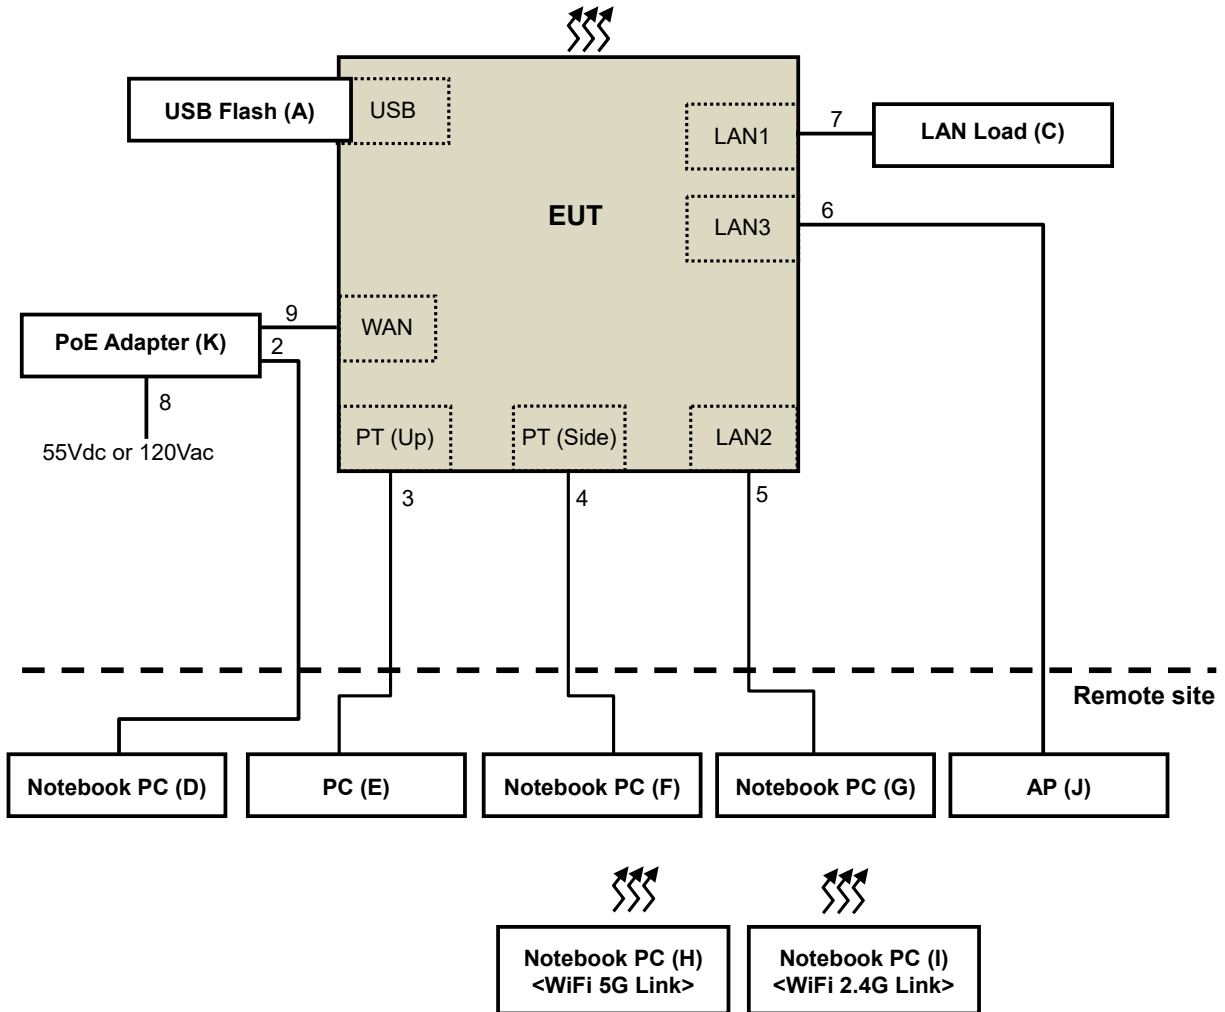 USB Flash (A)
USB
LAN1
7
LAN Load (C)
EUT
LAN3
6
9
WAN
PoE Adapter (K)
2
8
55Vdc or 120Vac
PT (Up)
PT (Side)
LAN2
3
4
5
Remote site
Notebook PC (D)
PC (E)
Notebook PC (F)
Notebook PC (G)
AP (J)
Notebook PC (H)
<WiFi 5G Link>
Notebook PC (I)
<WiFi 2.4G Link>